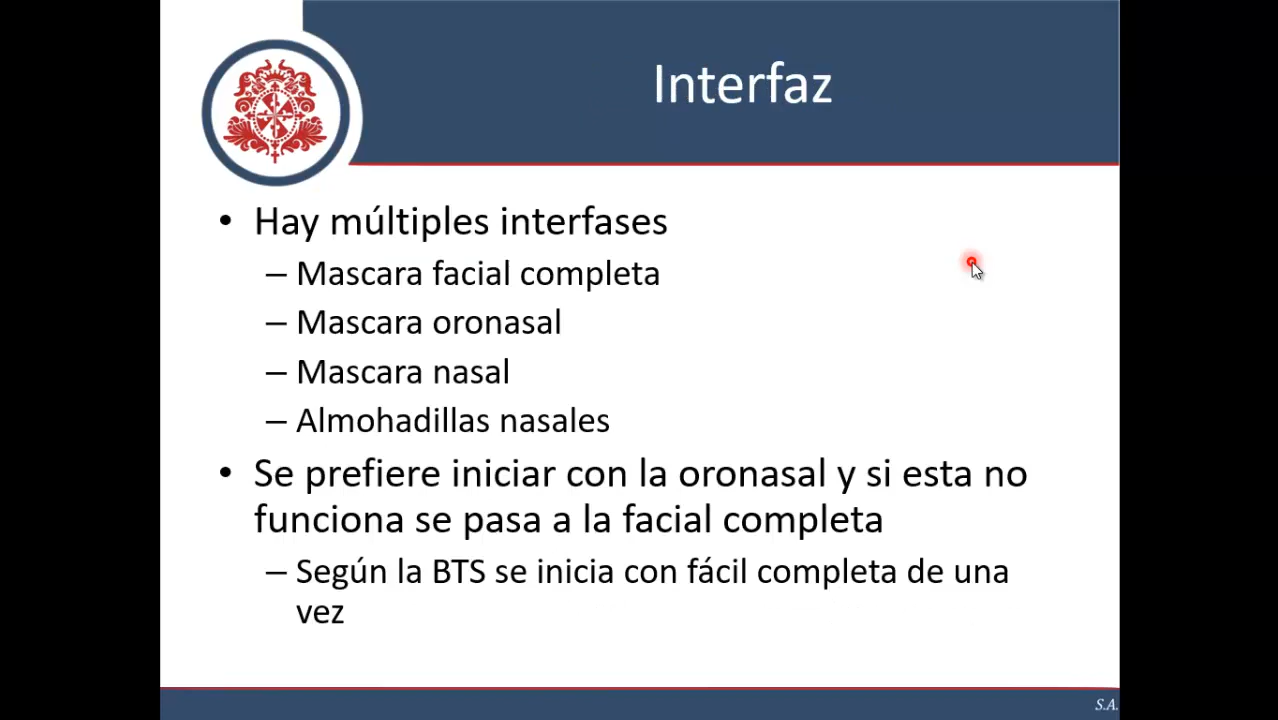 Interfaz
• Hay múltiples interfases
– Mascara facial completa
– Mascara oronasal
– Mascara nasal
– Almohadillas nasales
• Se prefiere iniciar con la oronasal y si esta no
funciona se pasa a la facial completa
– Según la BTS se inicia con fácil completa de una
vez
S.A.